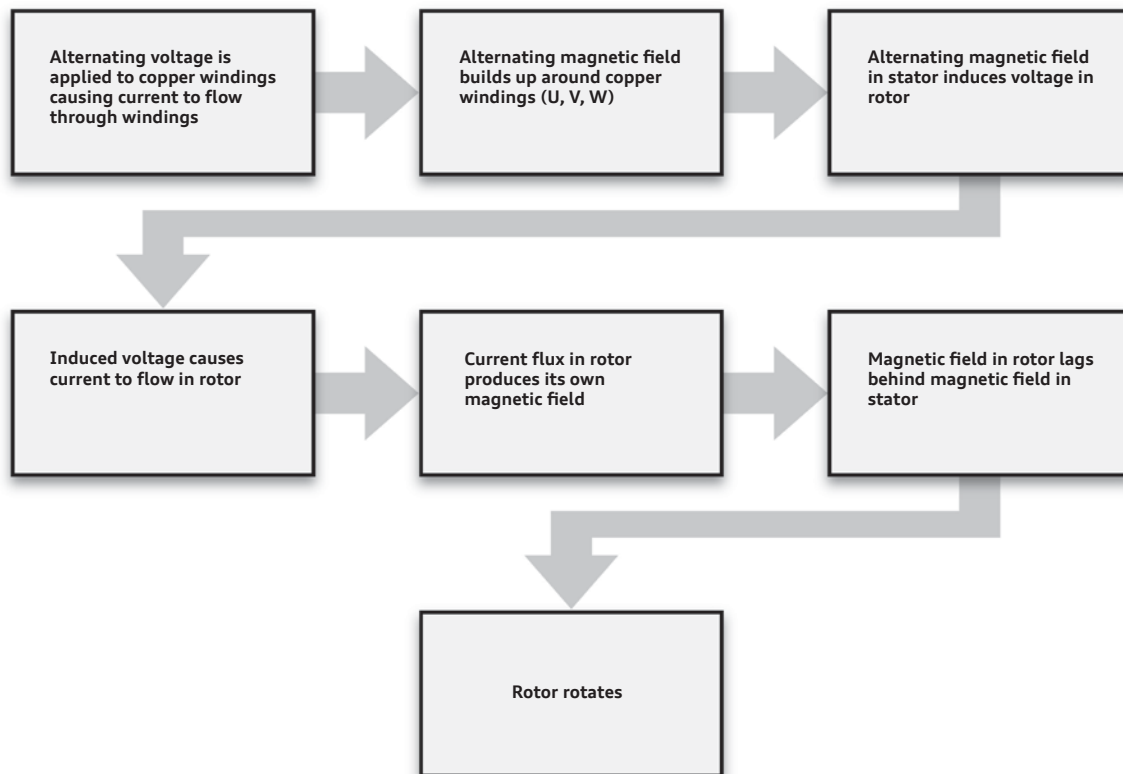 Alternating voltage is
applied to copper windings
causing current to flow
through windings
Alternating magnetic field
builds up around copper
windings (U, V, W)
Alternating magnetic field
in stator induces voltage in
rotor
Induced voltage causes
current to flow in rotor
Current flux in rotor
produces its own
magnetic field
Magnetic field in rotor lags
behind magnetic field in
stator
Rotor rotates